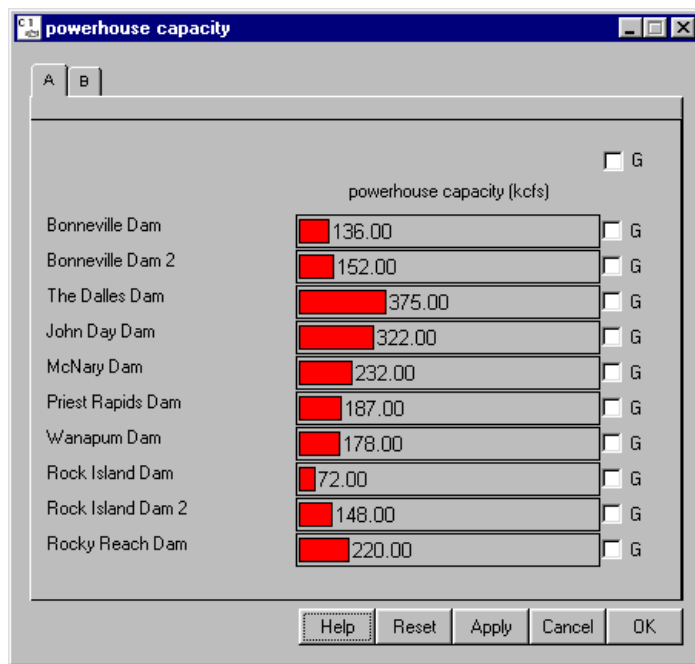 powerhouse capacity
A B
G
powerhouse capacity (kcfs)
Bonneville Dam 136.00 G
Bonneville Dam 2 152.00 G
The Dalles Dam 375.00 G
John Day Dam 322.00 G
McNary Dam 232.00 G
Priest Rapids Dam 187.00 G
Wanapum Dam 178.00 G
Rock Island Dam 72.00 G
Rock Island Dam 2 148.00 G
Rocky Reach Dam 220.00 G
Help Reset Apply Cancel OK